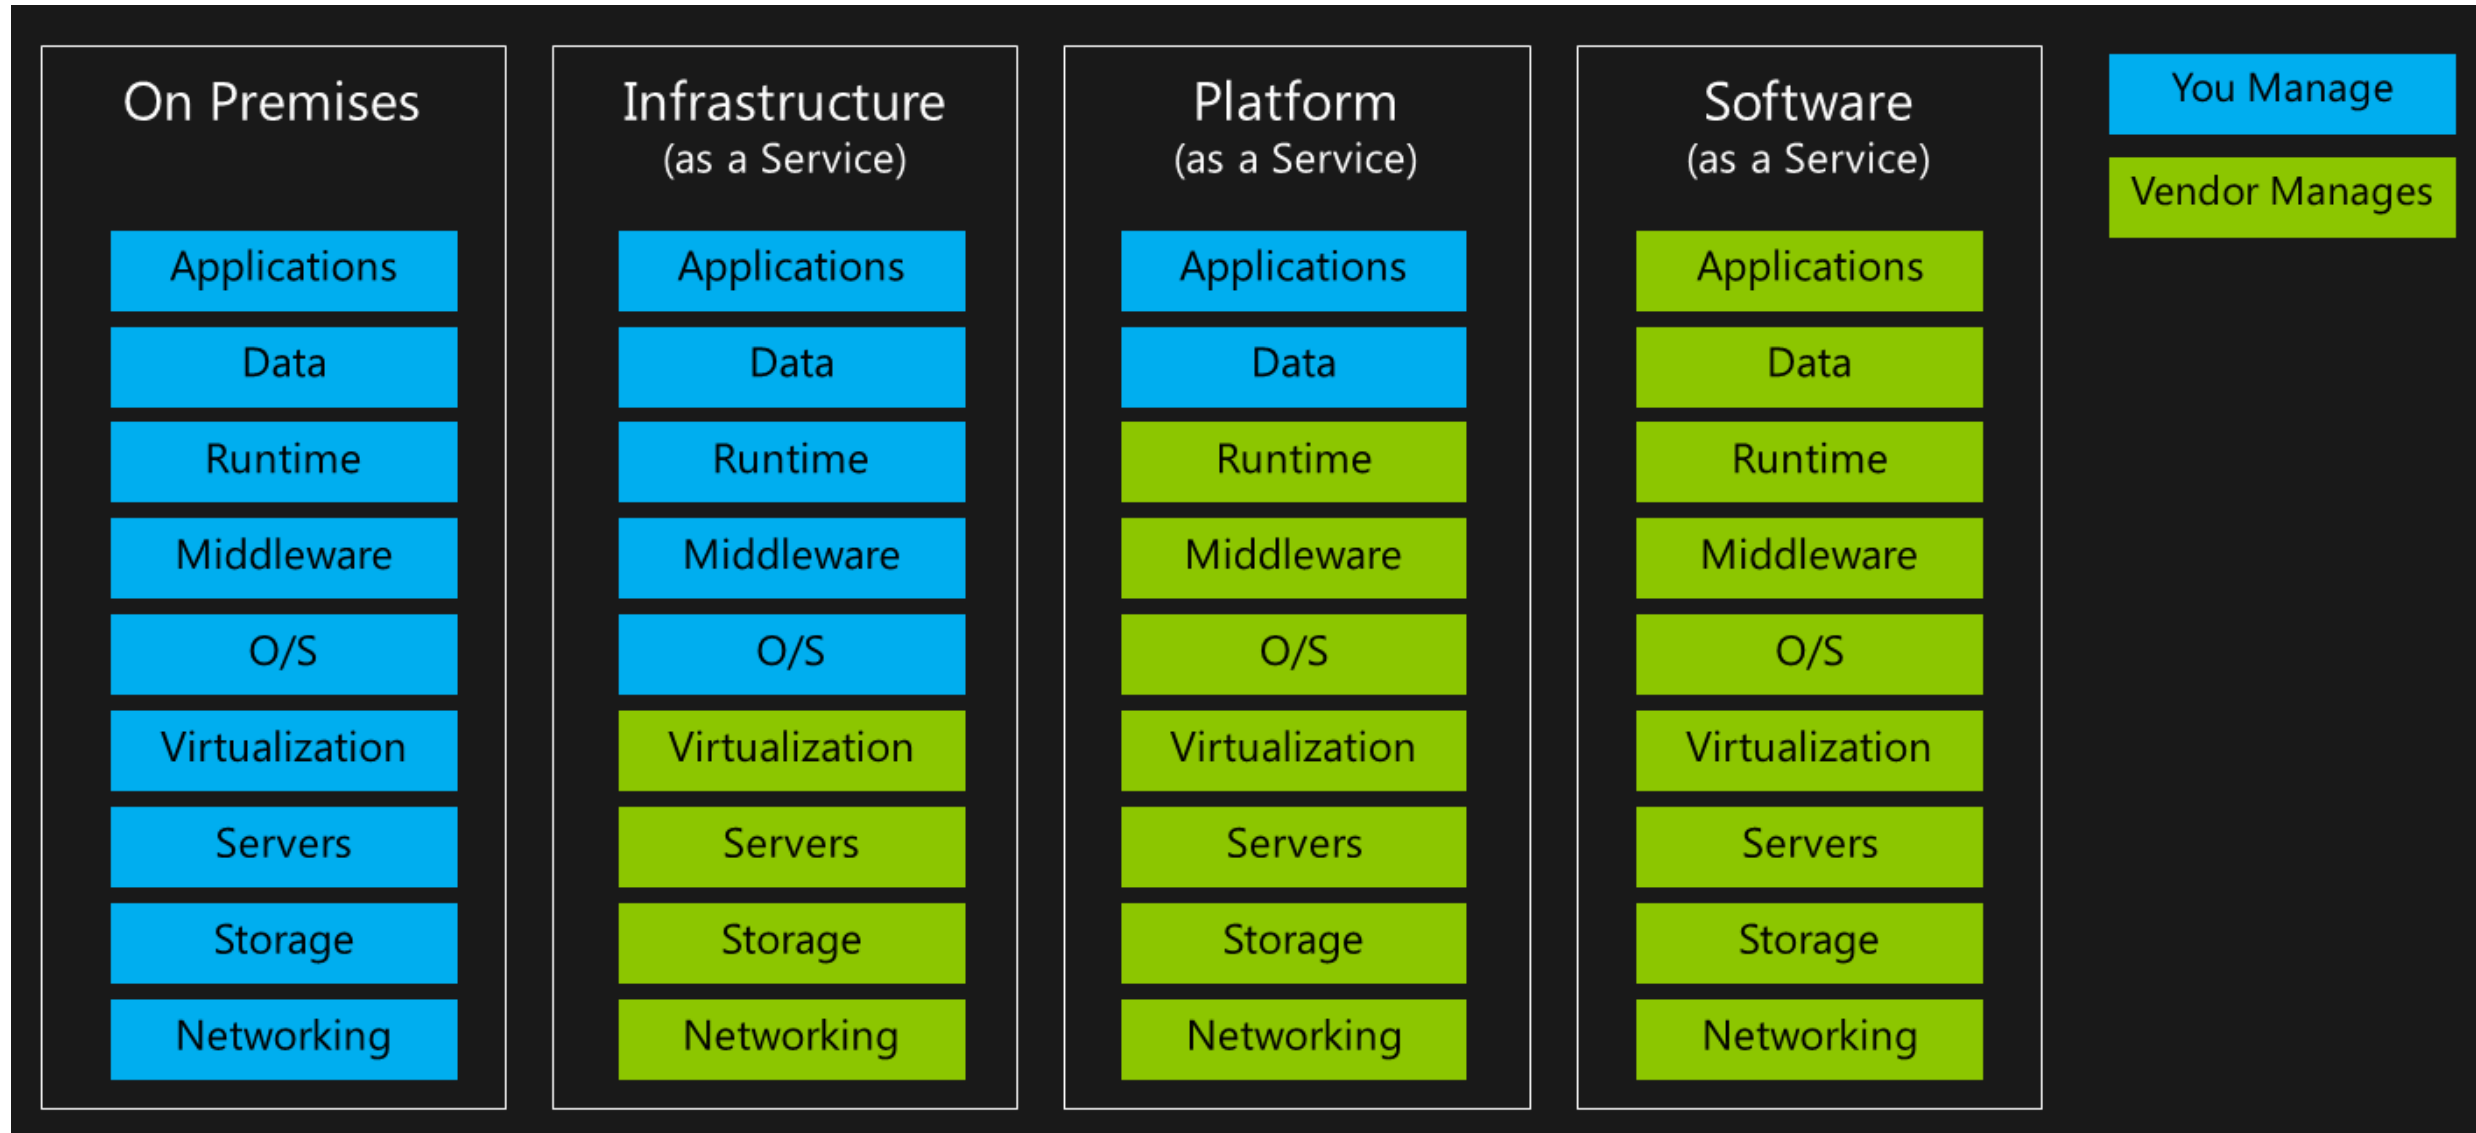 On Premises
Applications
Data
Runtime
Middleware
O/S
Virtualization
Servers
Storage
Networking
Infrastructure
(as a Service)
Applications
Data
Runtime
Middleware
O/S
Virtualization
Servers
Storage
Networking
Platform
(as a Service)
Applications
Data
Runtime
Middleware
O/S
Virtualization
Servers
Storage
Networking
Software
(as a Service)
Applications
Data
Runtime
Middleware
O/S
Virtualization
Servers
Storage
Networking
You Manage
Vendor Manages